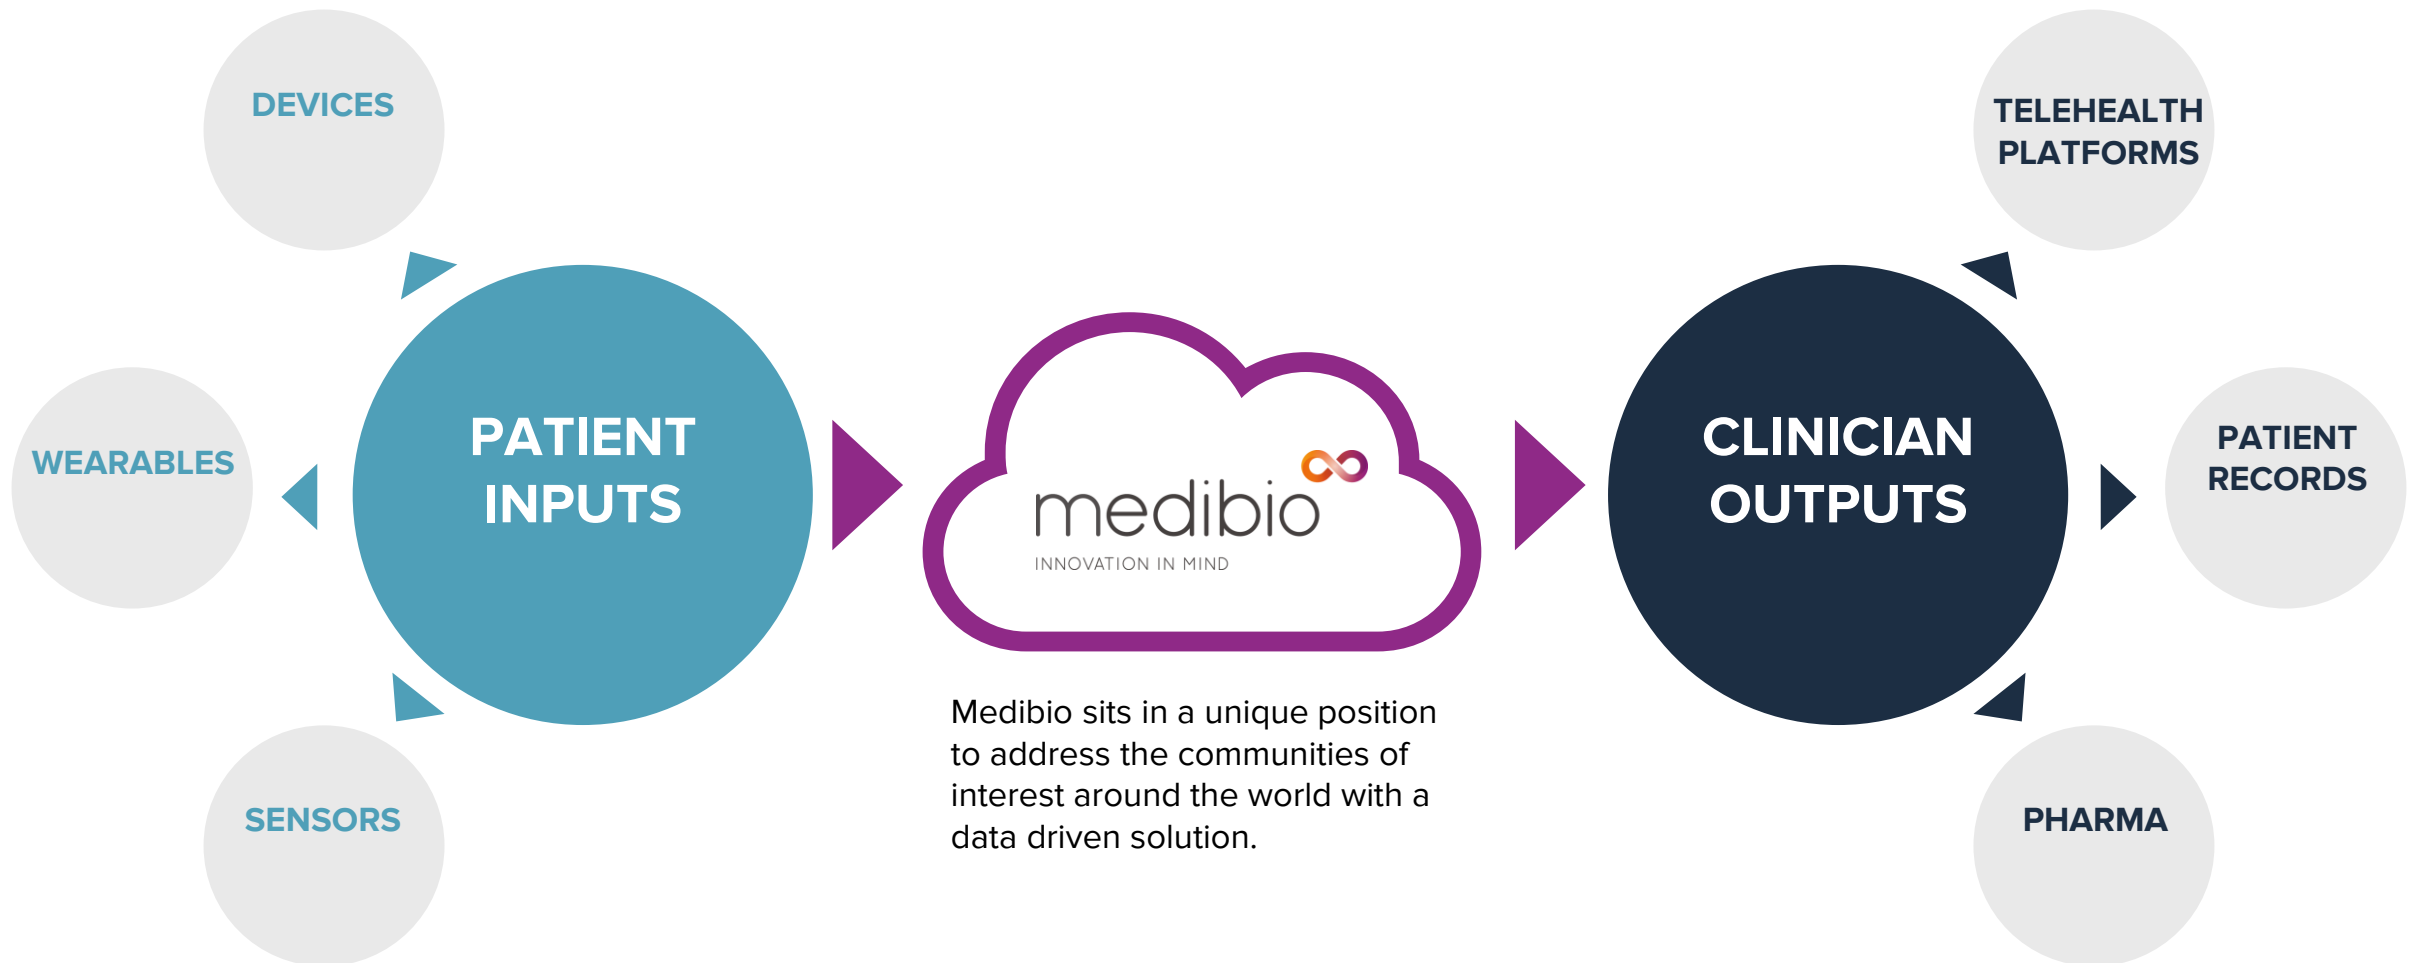 DEVICES
WEARABLES
SENSORS
PATIENT
INPUTS
medibio
INNOVATION IN MIND
Medibio sits in a unique position
to address the communities of
interest around the world with a
data driven solution.
CLINICIAN
OUTPUTS
TELEHEALTH
PLATFORMS
PATIENT
RECORDS
PHARMA